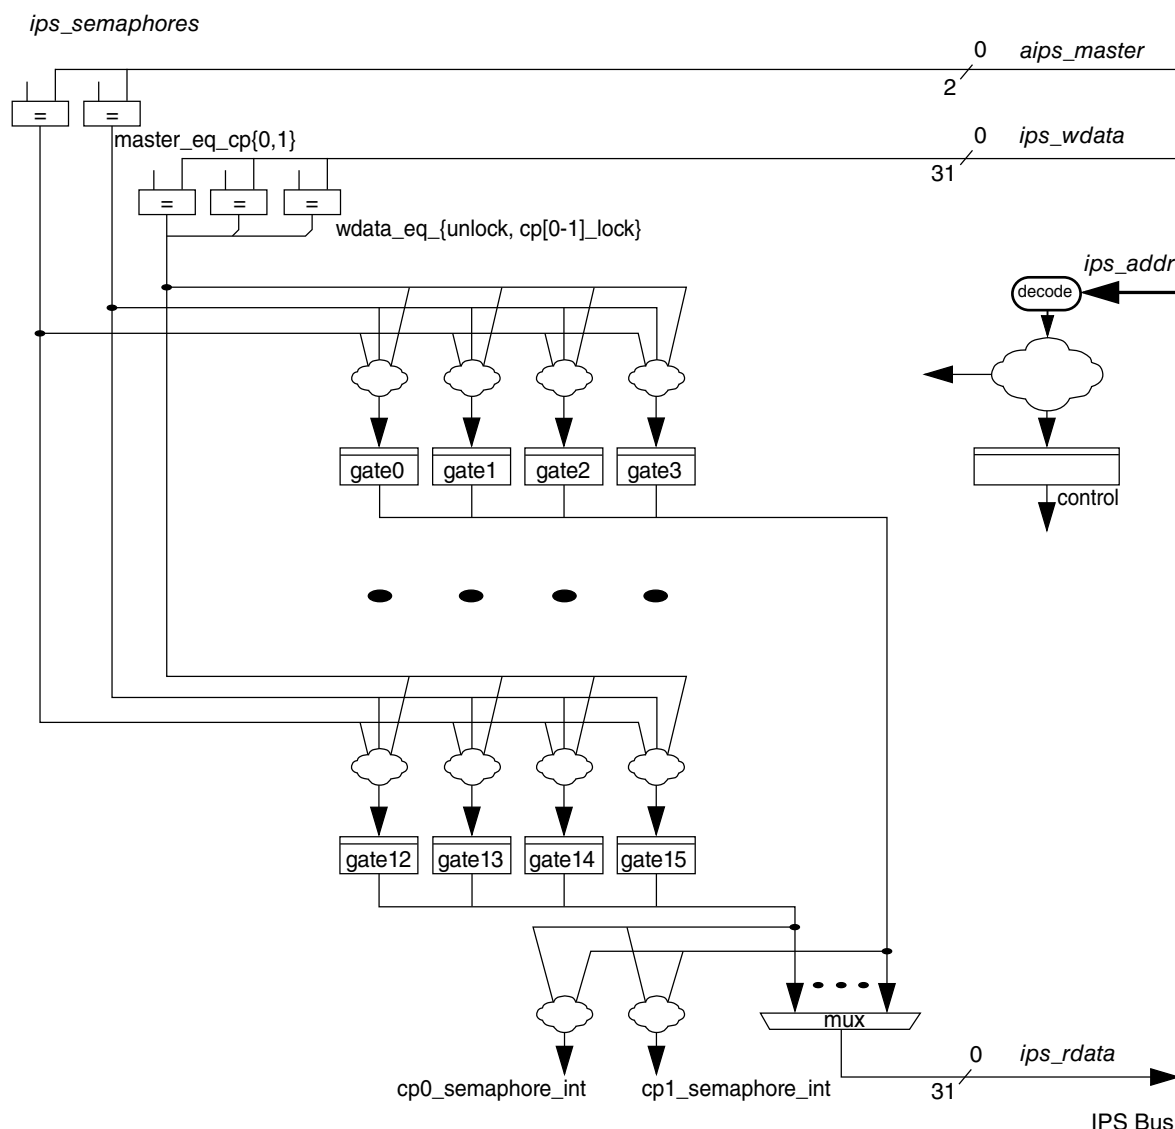 ips_semaphores
0 aips_master
2
= =
master_eq_cp{0,1}
0 ips_wdata
31
= = =
wdata_eq_{unlock, cp[0-1]_lock}
ips_addr
decode
gate0 gate1 gate2 gate3
control
gate12 gate13 gate14 gate15
mux
0 ips_rdata
31
cp0_semaphore_int cp1_semaphore_int
IPS Bus